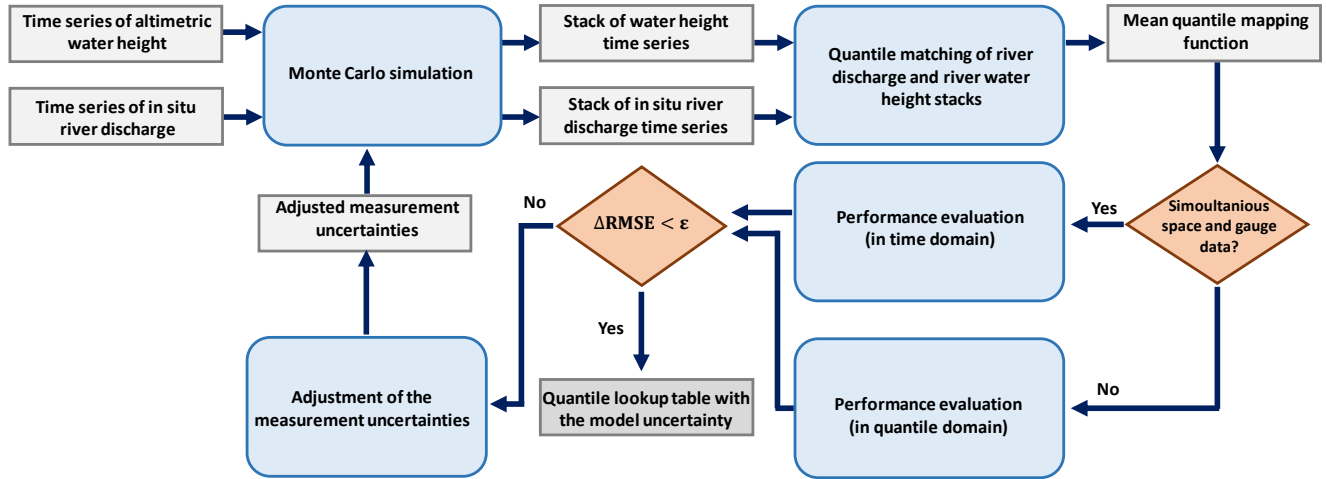 Time series of altimetric
water height
Monte Carlo simulation
Stack of water height
time series
Quantile matching of river
discharge and river water
height stacks
Mean quantile mapping
function
Time series of in situ
river discharge
Stack of in situ river
discharge time series
Adjusted measurement
uncertainties
No
ΔRMSE < ε
Performance evaluation
(in time domain)
Yes
Simoultanious
space and gauge
data?
Yes
No
Adjustment of the
measurement uncertainties
Quantile lookup table with
the model uncertainty
Performance evaluation
(in quantile domain)